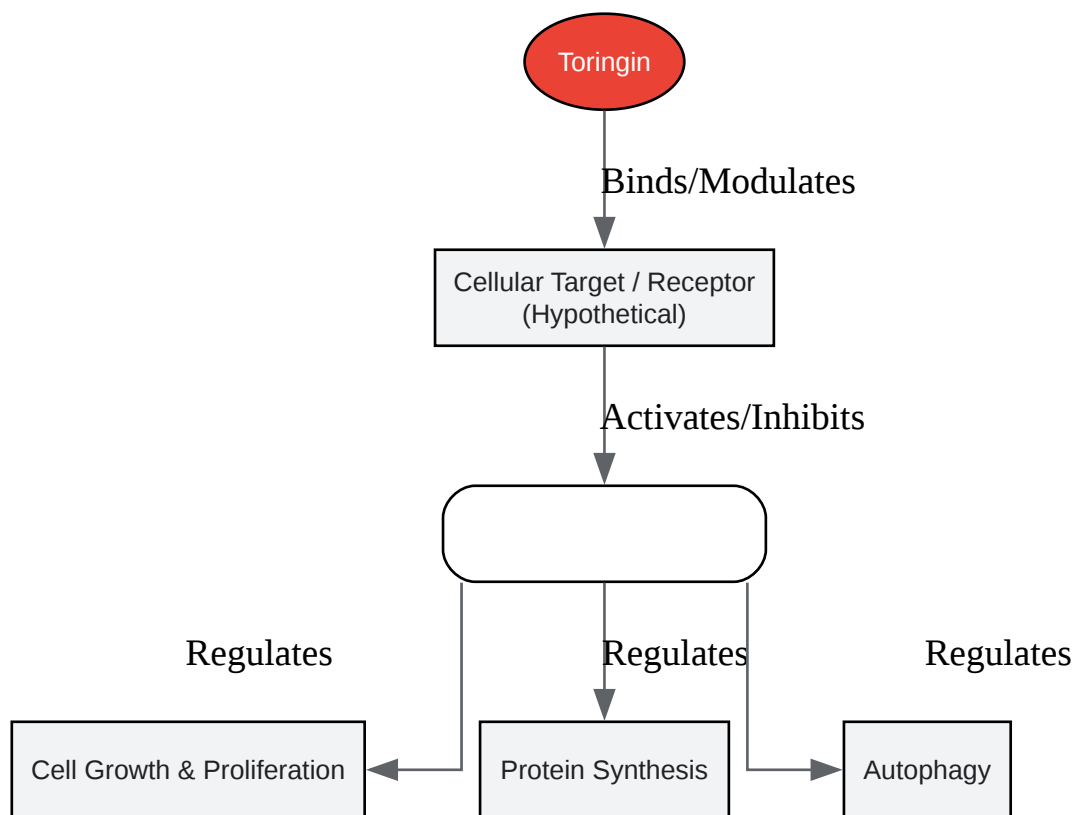 Toringin
Binds/Modulates
Cellular Target / Receptor
(Hypothetical)
Activates/Inhibits
Regulates
Regulates
Regulates
Cell Growth & Proliferation
Protein Synthesis
Autophagy